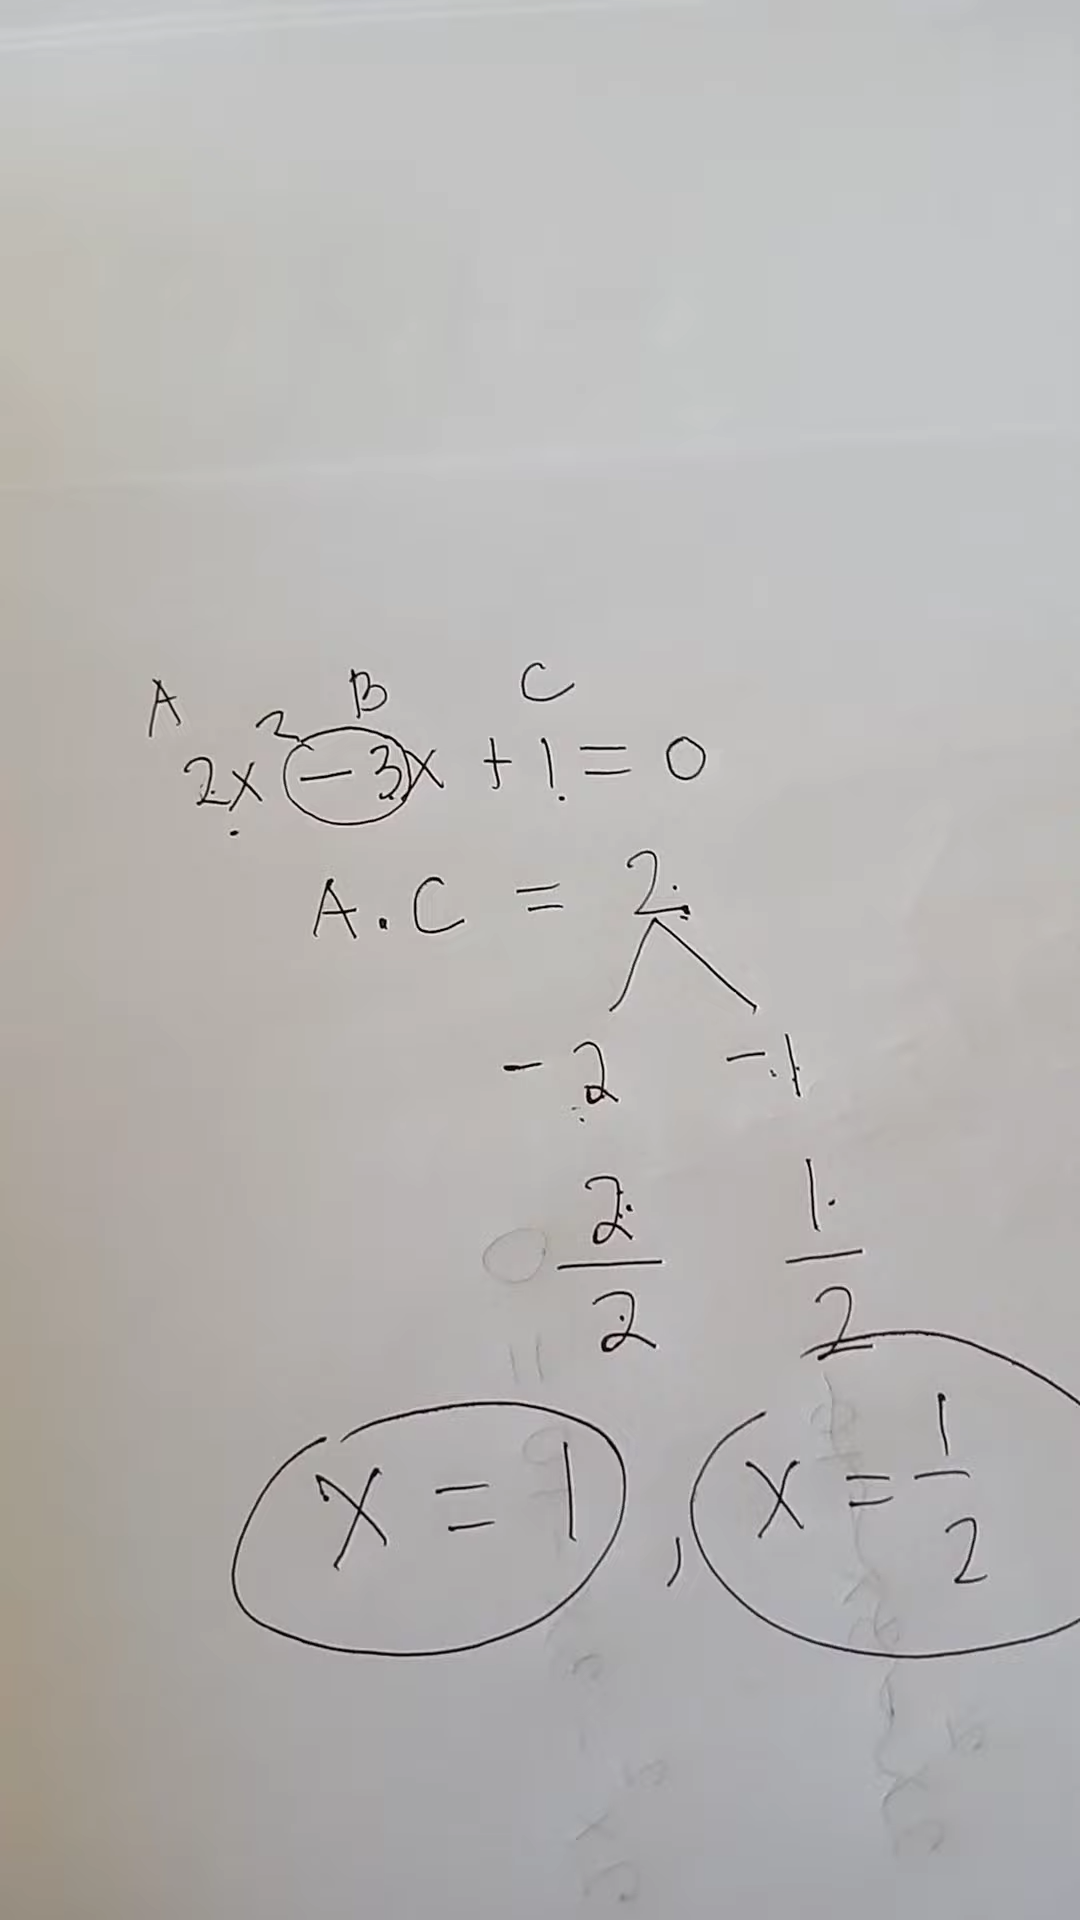 A B C
2x² - 3x + 1 = 0
A . C = 2
- 2 - 1
2/2 1/2
x = 1 , x = 1/2